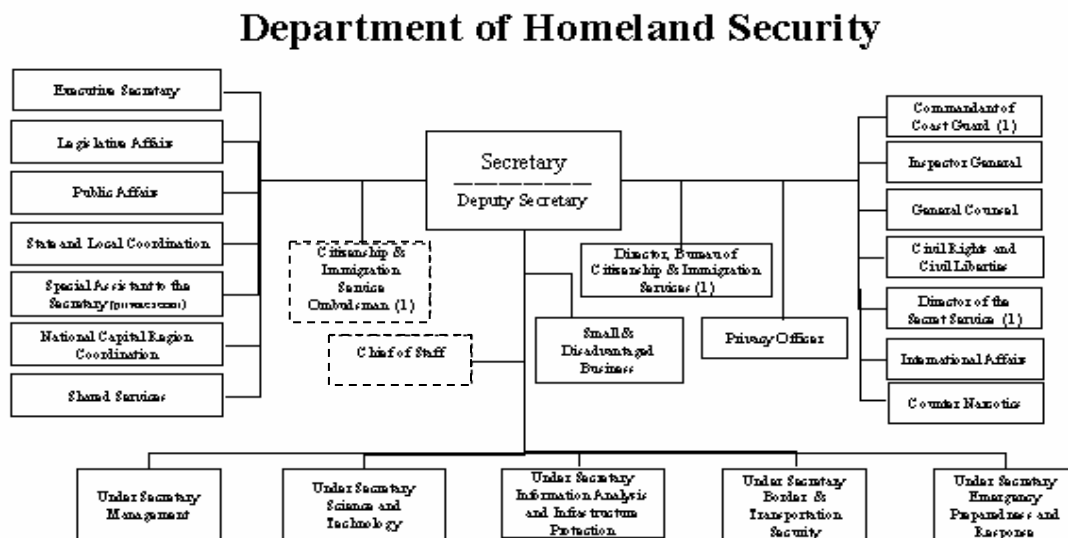 Department of Homeland Security
Executive Secretary
Legislative Affairs
Public Affairs
State and Local Coordination
Special Assistant to the
Secretary
National Capital Region
Coordination
Shared Services
Secretary
Deputy Secretary
Citizenship &
Immigration
Service
Ombudsman (1)
Chief of Staff
Director, Bureau of
Citizenship & Immigration
Services (1)
Small &
Disadvantaged
Business
Privacy Officer
Commandant of
Coast Guard (1)
Inspector General
General Counsel
Civil Rights and
Civil Liberties
Director of the
Secret Service (1)
International Affairs
Counter Narcotics
Under Secretary
Management
Under Secretary
Science and
Technology
Under Secretary
Information Analysis
and Infrastructure
Protection
Under Secretary
Border &
Transportation
Security
Under Secretary
Emergency
Preparedness and
Response